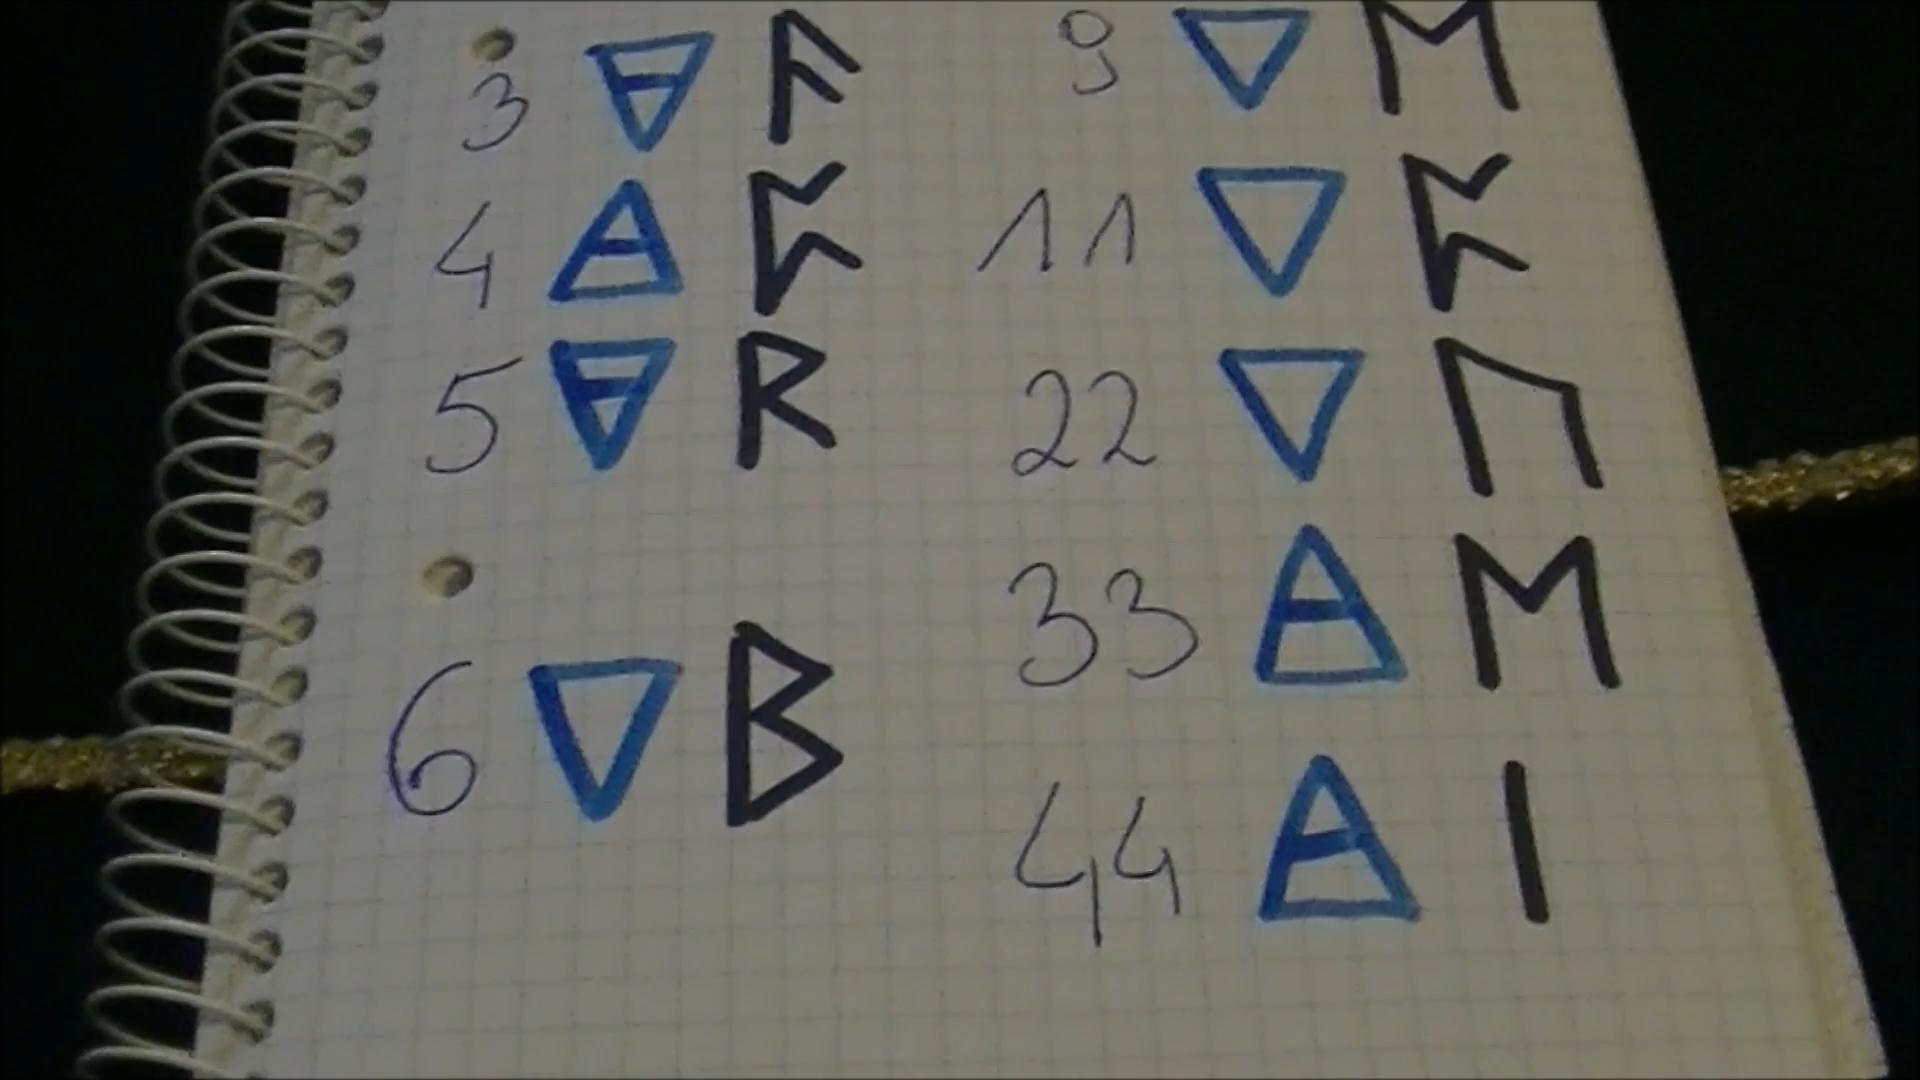 3 🜃 ᚨ
4 🜁 ᛈ
5 🜃 ᚱ
6 🜄 ᛒ
9 🜄 ᛖ
11 🜄 ᛈ
22 🜄 ᚢ
33 🜁 ᛖ
44 🜁 ᛁ